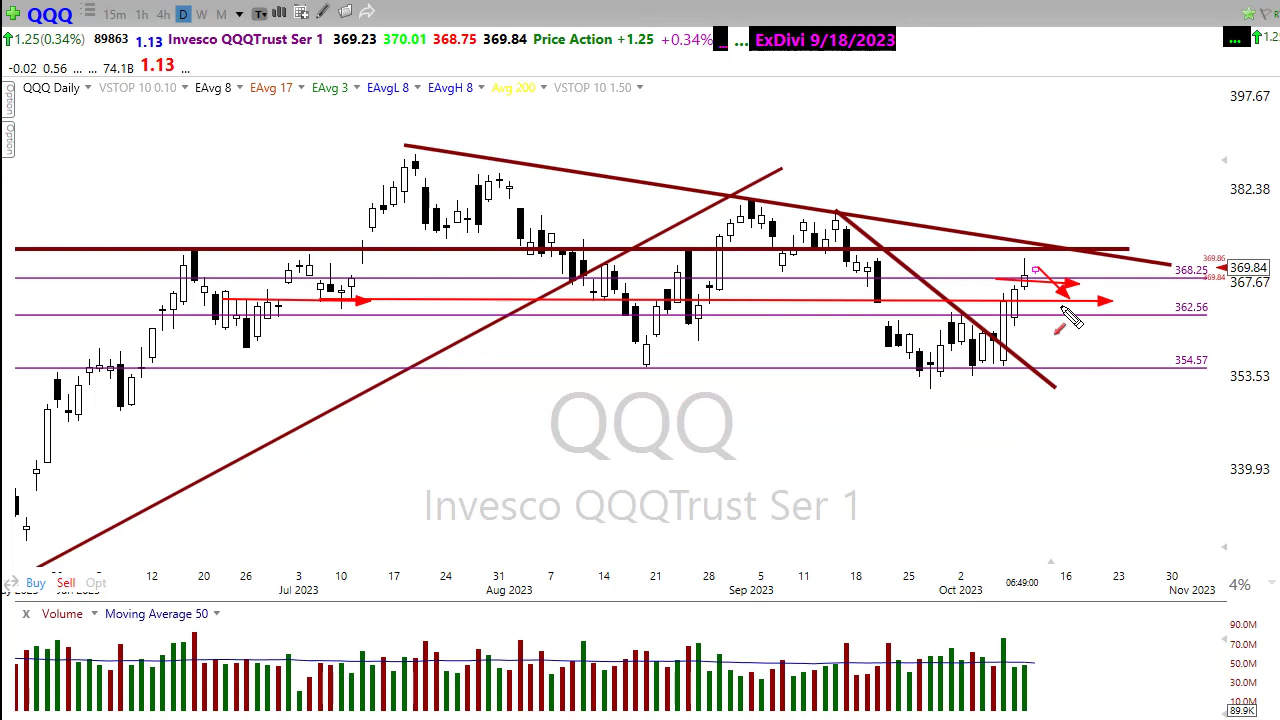 QQQ 15m 1h 4h D W M T
1.25(0.34%) 89863 1.13 Invesco QQQTrust Ser 1 369.23 370.01 368.75 369.84 Price Action +1.25 +0.34% ... ... ExDivi 9/18/2023 ...
-0.02 0.56 ... ... 74.1B 1.13 ...
Option
Option
QQQ Daily VSTOP 10 0.10 EAvg 8 EAvg 17 EAvg 3 EAvgL 8 EAvgH 8 Avg 200 VSTOP 10 1.50
397.67
382.38
369.86
369.84
368.25
369.84
367.67
362.56
354.57
353.53
QQQ
339.93
Invesco QQQTrust Ser 1
12 20 26 3 10 17 24 31 7 14 21 28 5 11 18 25 2 06:49:00 16 23 30
Buy Sell Opt
Jul 2023 Aug 2023 Sep 2023 Oct 2023 Nov 2023
4%
X Volume Moving Average 50
90.0M
70.0M
50.0M
30.0M
10.0M
89.9K